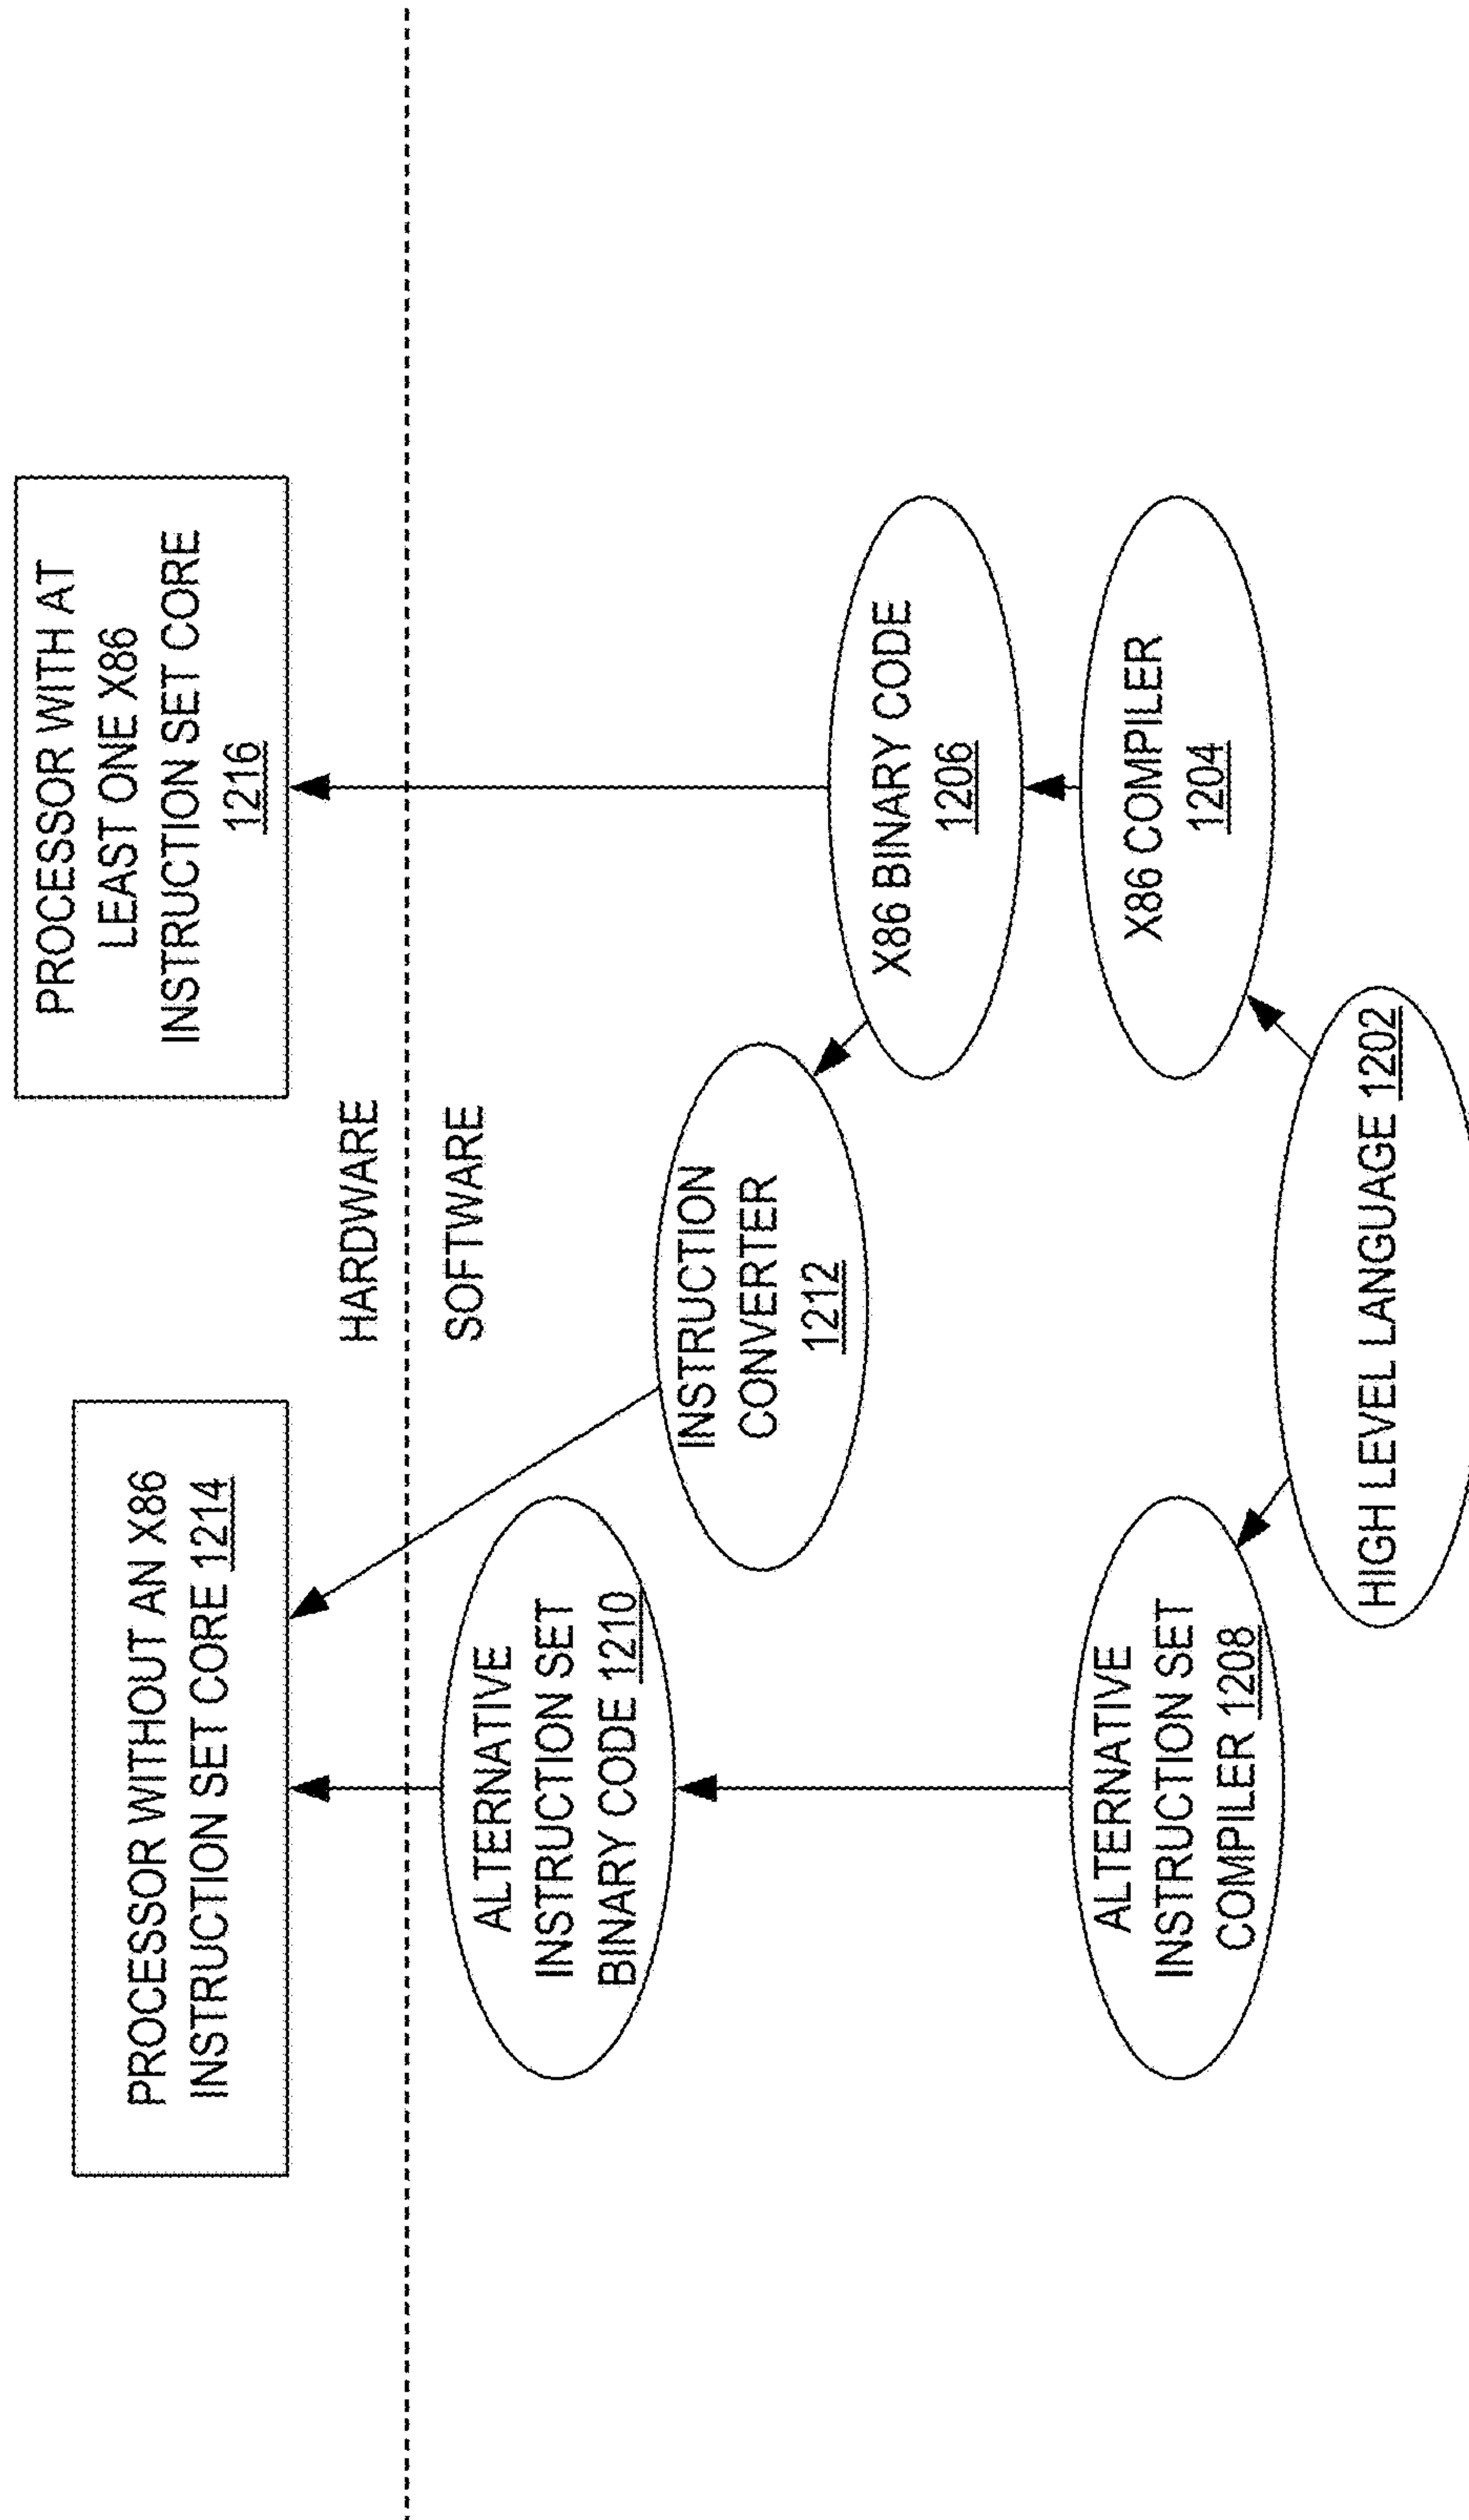 PROCESSOR WITHOUT AN X86
INSTRUCTION SET CORE 1214
PROCESSOR WITH AT
LEAST ONE X86
INSTRUCTION SET CORE
1216
HARDWARE
SOFTWARE
ALTERNATIVE
INSTRUCTION SET
BINARY CODE 1210
INSTRUCTION
CONVERTER
1212
X86 BINARY CODE
1206
ALTERNATIVE
INSTRUCTION SET
COMPILER 1208
X86 COMPILER
1204
HIGH LEVEL LANGUAGE 1202